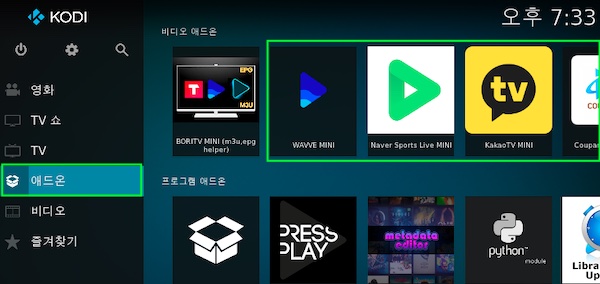 KODI
오후 7:33
영화
TV 쇼
TV
애드온
비디오
즐겨찾기
비디오 애드온
EPG
T
M3U
tv
CO
BORITV MINI (m3u,epg
helper)
WAVVE MINI
Naver Sports Live MINI
KakaoTV MINI
Coupa
프로그램 애드온
PRESS
PLAY
metadata
editor
python
module
Libra
Up